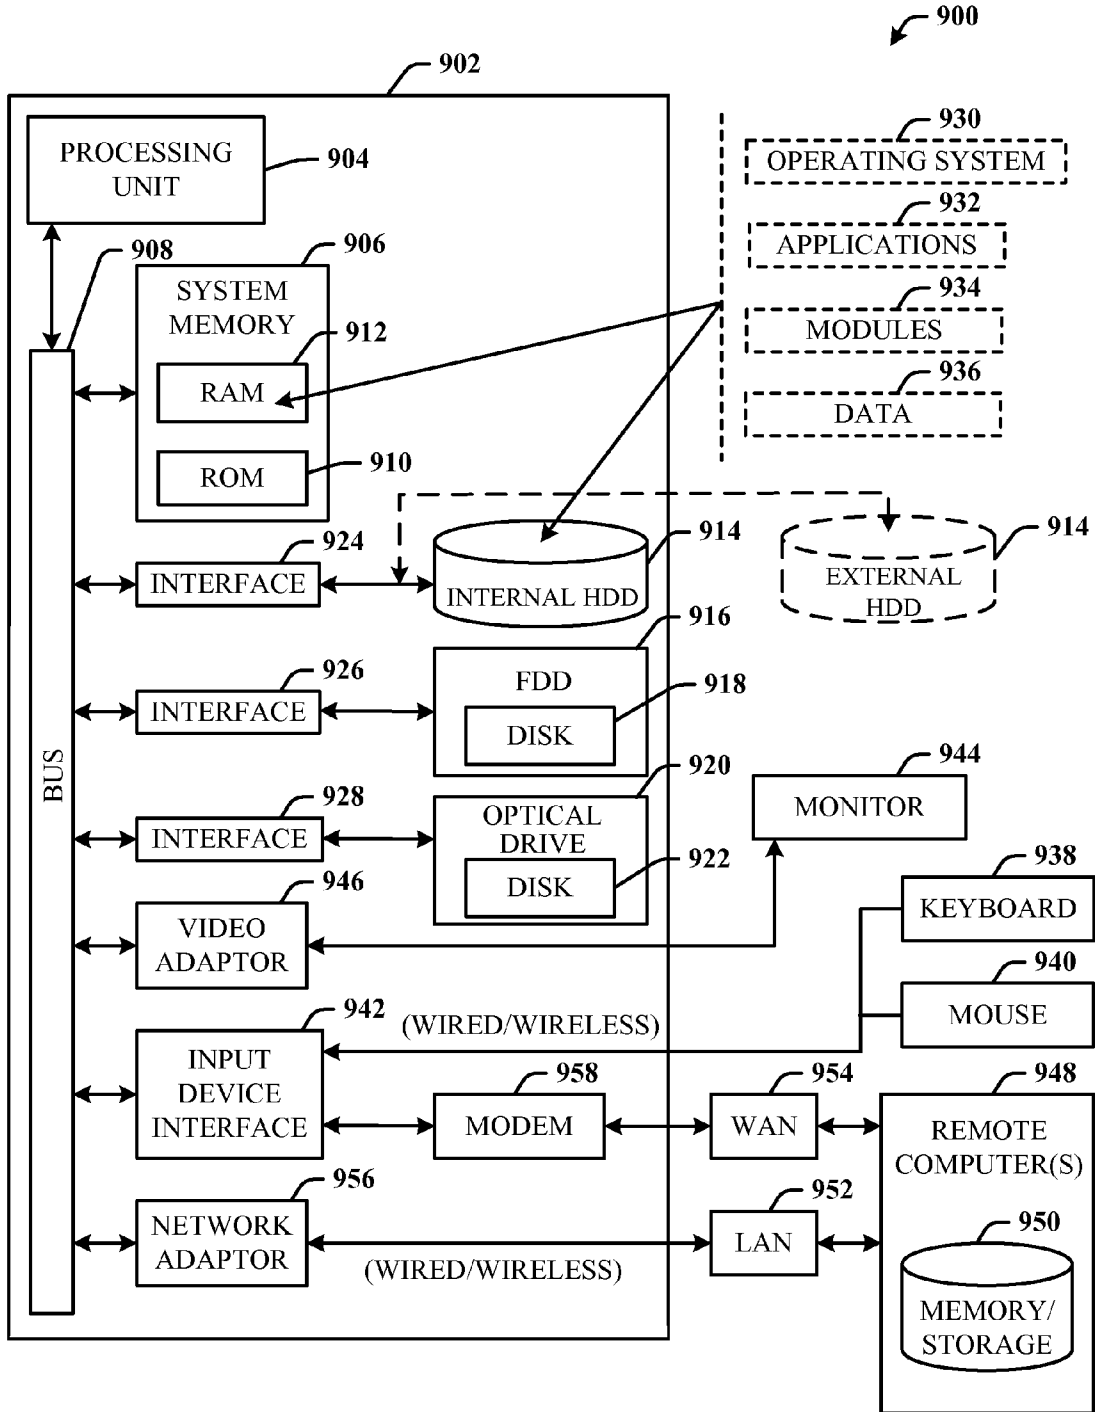 900
902
PROCESSING
UNIT
904
908
906
SYSTEM
MEMORY
912
RAM
ROM
910
930
OPERATING SYSTEM
932
APPLICATIONS
934
MODULES
936
DATA
924
INTERFACE
914
INTERNAL HDD
914
EXTERNAL
HDD
926
INTERFACE
916
FDD
918
DISK
BUS
928
INTERFACE
920
OPTICAL
DRIVE
922
DISK
944
MONITOR
946
VIDEO
ADAPTOR
938
KEYBOARD
940
MOUSE
942
(WIRED/WIRELESS)
INPUT
DEVICE
INTERFACE
958
MODEM
954
WAN
948
REMOTE
COMPUTER(S)
956
NETWORK
ADAPTOR
(WIRED/WIRELESS)
952
LAN
950
MEMORY/
STORAGE